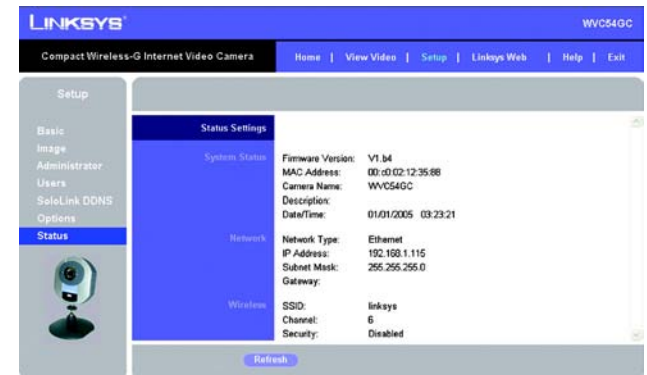 LINKSYS®
WVC54GC
Compact Wireless-G Internet Video Camera
Home | View Video | Setup | Linksys Web | Help | Exit
Setup
Basic
Image
Administrator
Users
SoloLink DDNS
Options
Status
Status Settings
System Status
Firmware Version: V1.b4
MAC Address: 00:c0:02:12:35:88
Camera Name: WVC54GC
Description:
Date/Time: 01/01/2005 03:23:21
Network
Network Type: Ethernet
IP Address: 192.168.1.115
Subnet Mask: 255.255.255.0
Gateway:
Wireless
SSID: linksys
Channel: 6
Security: Disabled
Refresh